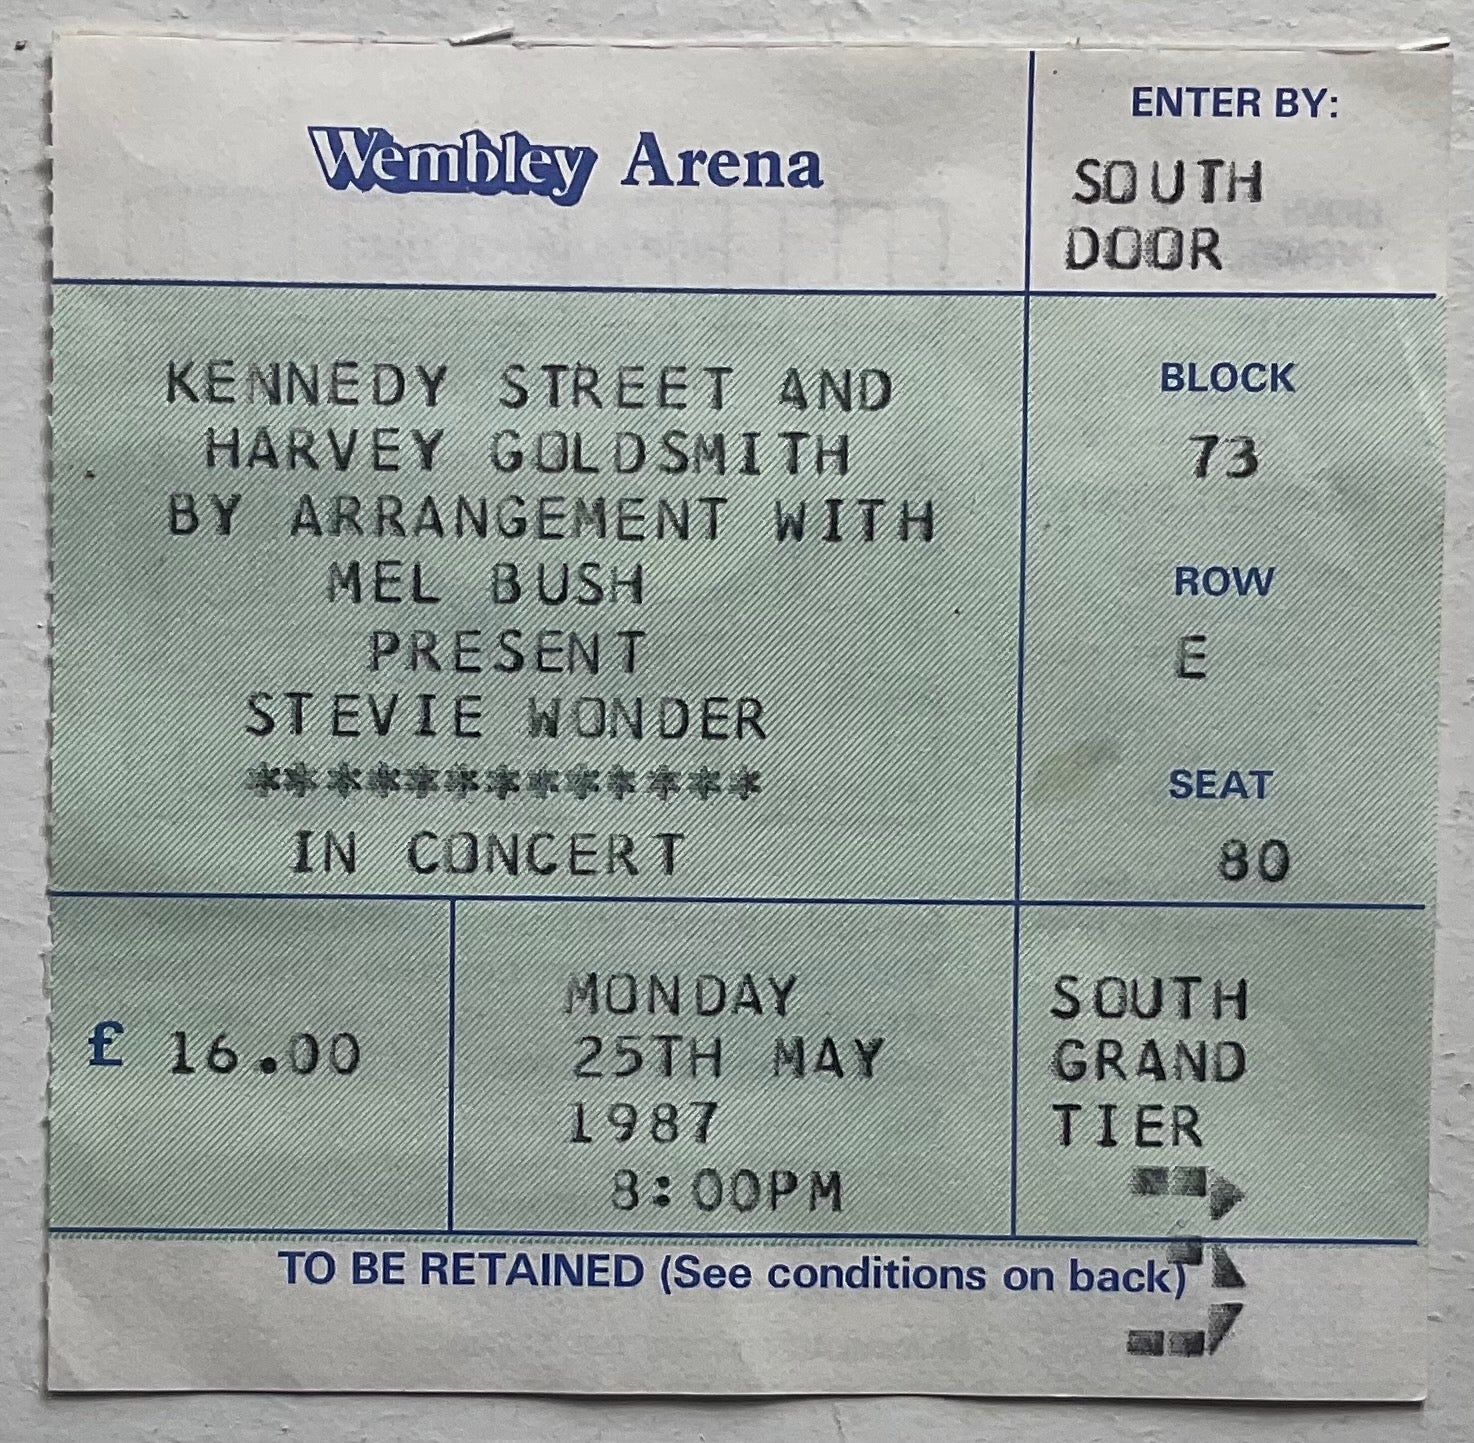 Wembley Arena
ENTER BY:
SOUTH
DOOR
KENNEDY STREET AND
HARVEY GOLDSMITH
BY ARRANGEMENT WITH
MEL BUSH
PRESENT
STEVIE WONDER
*************
IN CONCERT
BLOCK
73
ROW
E
SEAT
80
£ 16.00
MONDAY
25TH MAY
1987
8:00PM
SOUTH
GRAND
TIER
TO BE RETAINED (See conditions on back)